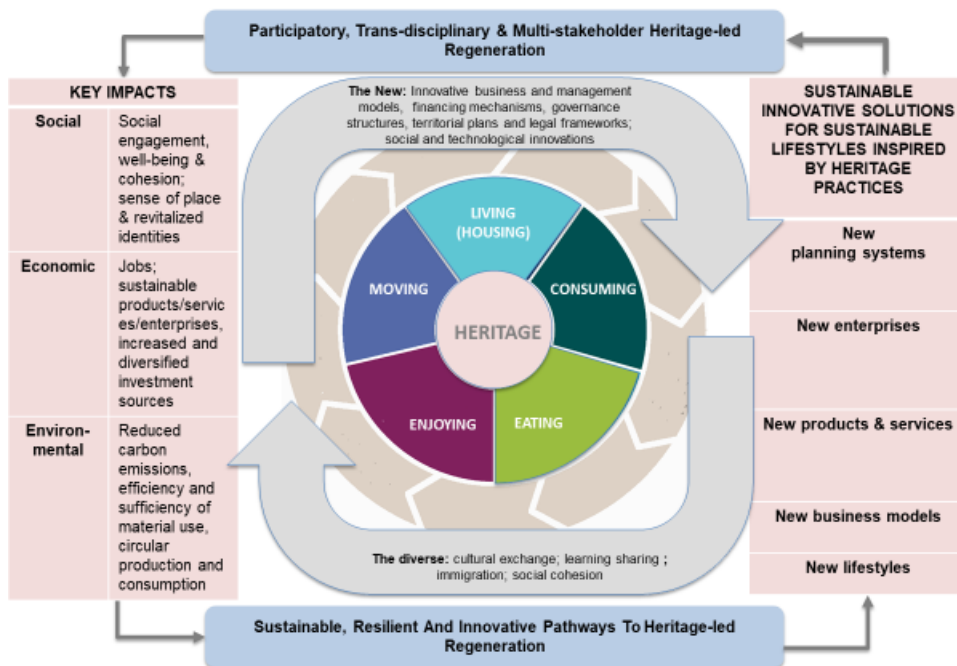 Participatory, Trans-disciplinary & Multi-stakeholder Heritage-led
Regeneration
KEY IMPACTS
Social
Social
engagement,
well-being &
cohesion;
sense of place
& revitalized
identities
Economic
Jobs;
sustainable
products/servic
es/enterprises,
increased and
diversified
investment
sources
Environ-
mental
Reduced
carbon
emissions,
efficiency and
sufficiency of
material use,
circular
production and
consumption
The New: Innovative business and management
models, financing mechanisms, governance
structures, territorial plans and legal frameworks;
social and technological innovations
LIVING
(HOUSING)
MOVING
CONSUMING
HERITAGE
ENJOYING
EATING
The diverse: cultural exchange; learning sharing ;
immigration; social cohesion
SUSTAINABLE
INNOVATIVE SOLUTIONS
FOR SUSTAINABLE
LIFESTYLES INSPIRED
BY HERITAGE
PRACTICES
New
planning systems
New enterprises
New products & services
New business models
New lifestyles
Sustainable, Resilient And Innovative Pathways To Heritage-led
Regeneration